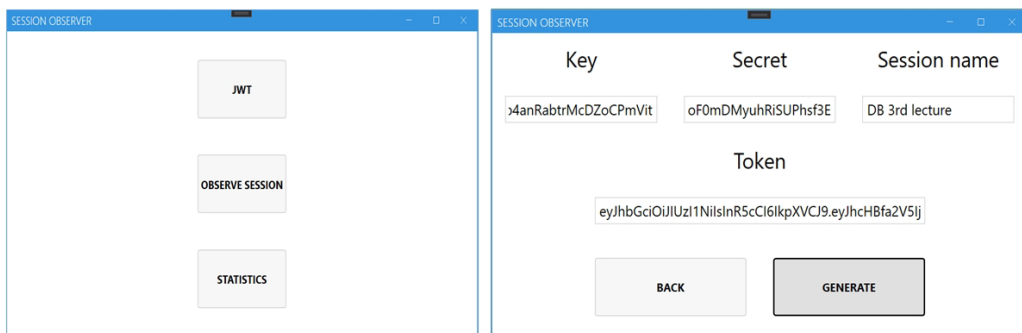 SESSION OBSERVER
JWT
OBSERVE SESSION
STATISTICS
SESSION OBSERVER
Key Secret Session name
o4anRabtrMcDZoCPmVit oF0mDMyuhRiSUPhsf3E DB 3rd lecture
Token
eyJhbGciOiJIUzI1NiIsInR5cCI6IkpXVCJ9.eyJhcHBfa2V5Ij
BACK GENERATE